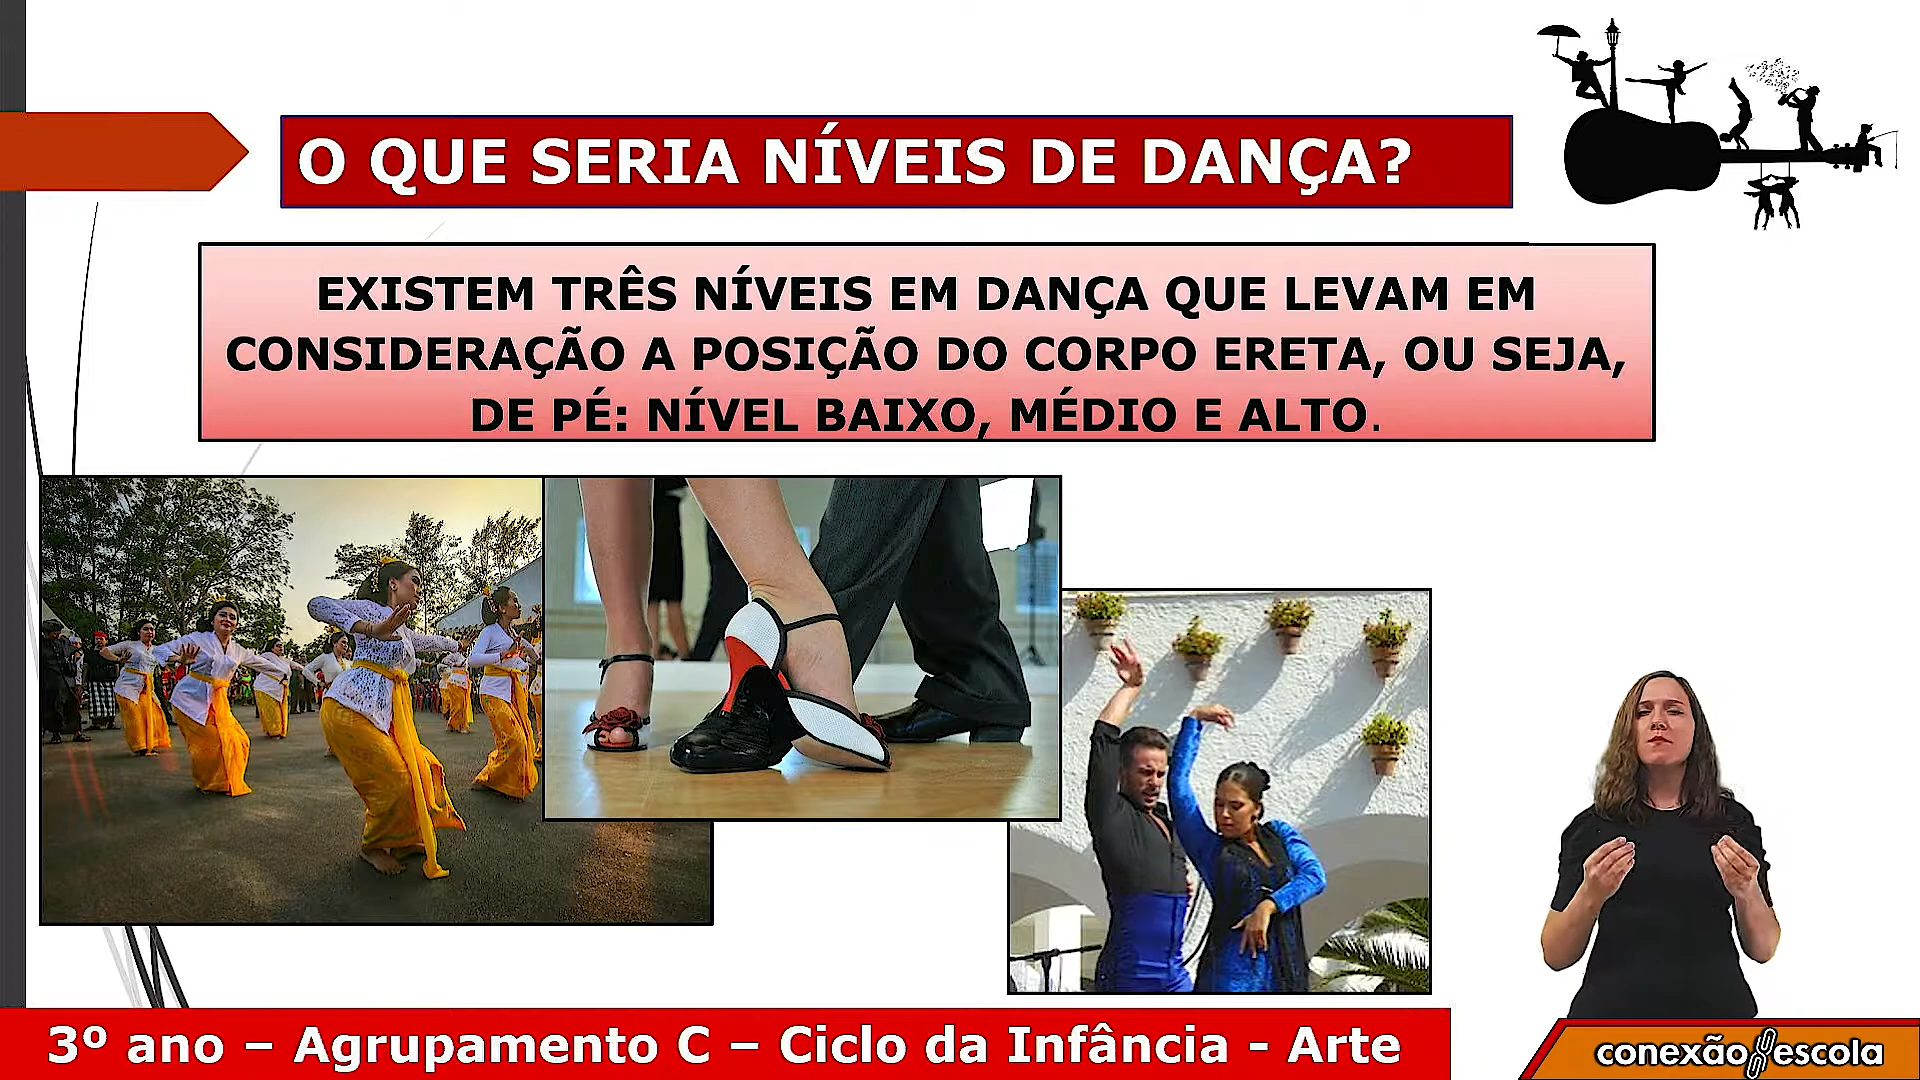 O QUE SERIA NÍVEIS DE DANÇA?
EXISTEM TRÊS NÍVEIS EM DANÇA QUE LEVAM EM
CONSIDERAÇÃO A POSIÇÃO DO CORPO ERETA, OU SEJA,
DE PÉ: NÍVEL BAIXO, MÉDIO E ALTO.
3º ano – Agrupamento C – Ciclo da Infância - Arte
conexão escola